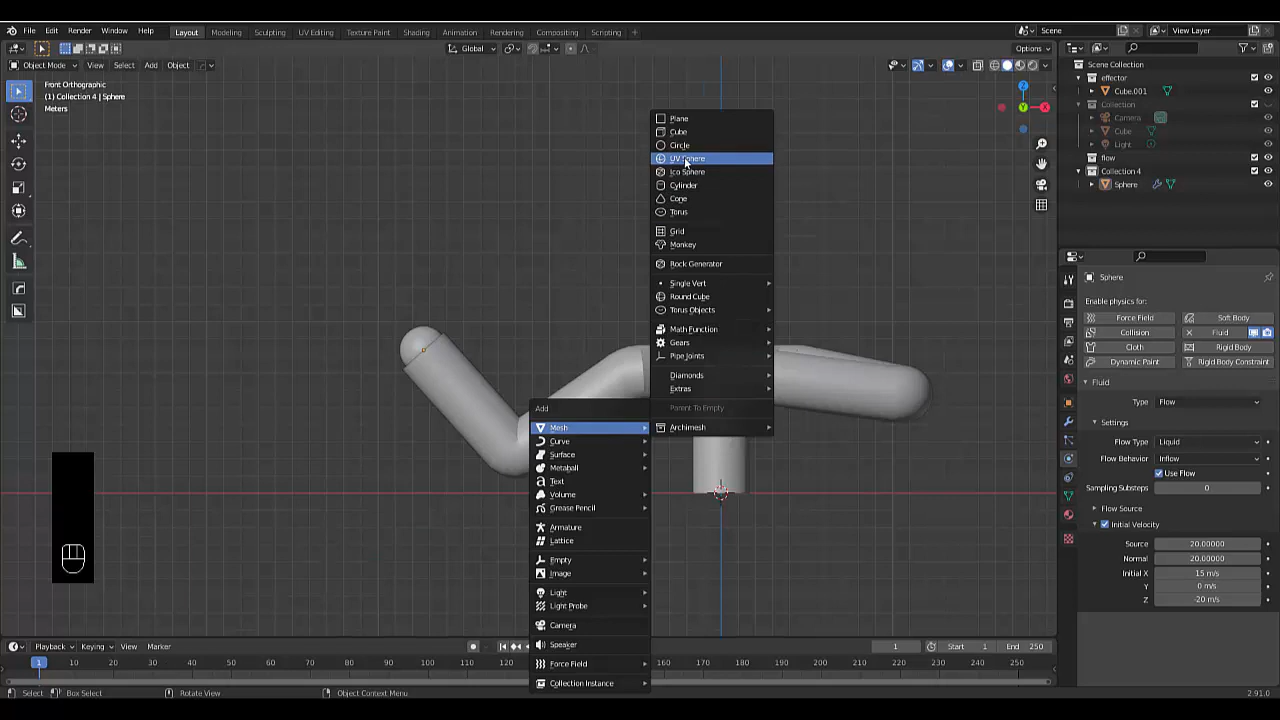 File Edit Render Window Help Layout Modeling Sculpting UV Editing Texture Paint Shading Animation Rendering Compositing Scripting + Scene View Layer
Global Options
Object Mode View Select Add Object
Front Orthographic
(1) Collection 4 | Sphere
Meters
Z
Y
X
Plane
Cube
Circle
UV Sphere
Ico Sphere
Cylinder
Cone
Torus
Grid
Monkey
Rock Generator
Single Vert
Round Cube
Torus Objects
Math Function
Gears
Pipe Joints
Diamonds
Extras
Parent To Empty
Archimesh
Add
Mesh
Curve
Surface
Metaball
Text
Volume
Grease Pencil
Armature
Lattice
Empty
Image
Light
Light Probe
Camera
Speaker
Force Field
Collection Instance
Scene Collection
effector
Cube.001
Collection
Camera
Cube
Light
flow
Collection 4
Sphere
Sphere
Enable physics for:
Force Field Soft Body
Collision Fluid
Cloth Rigid Body
Dynamic Paint Rigid Body Constraint
Fluid
Type Flow
Settings
Flow Type Liquid
Flow Behavior Inflow
Use Flow
Sampling Substeps 0
Flow Source
Initial Velocity
Source 20.00000
Normal 20.00000
Initial X 15 m/s
Y 0 m/s
Z -20 m/s
Playback Keying View Marker 1 Start 1 End 250
1 10 20 30 40 50 60 70 80 90 100 110 120 160 170 180 190 200 210 220 230 240 250
Select Box Select Rotate View Object Context Menu 2.91.0